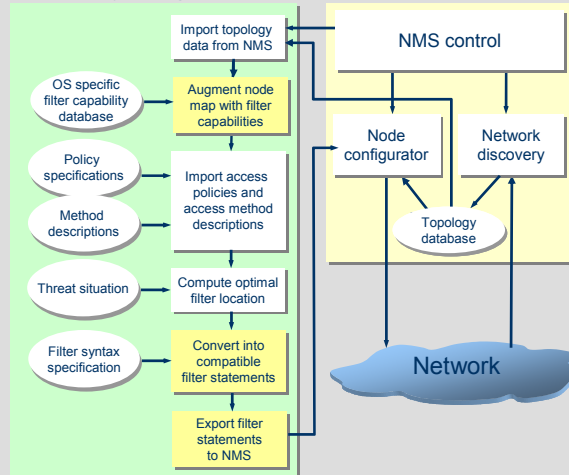 Import topology
data from NMS
OS specific
filter capability
database
Augment node
map with filter
capabilities
Policy
specifications
Import access
policies and
access method
descriptions
Method
descriptions
Threat situation
Compute optimal
filter location
Filter syntax
specification
Convert into
compatible
filter statements
Export filter
statements
to NMS
NMS control
Node
configurator
Network
discovery
Topology
database
Network